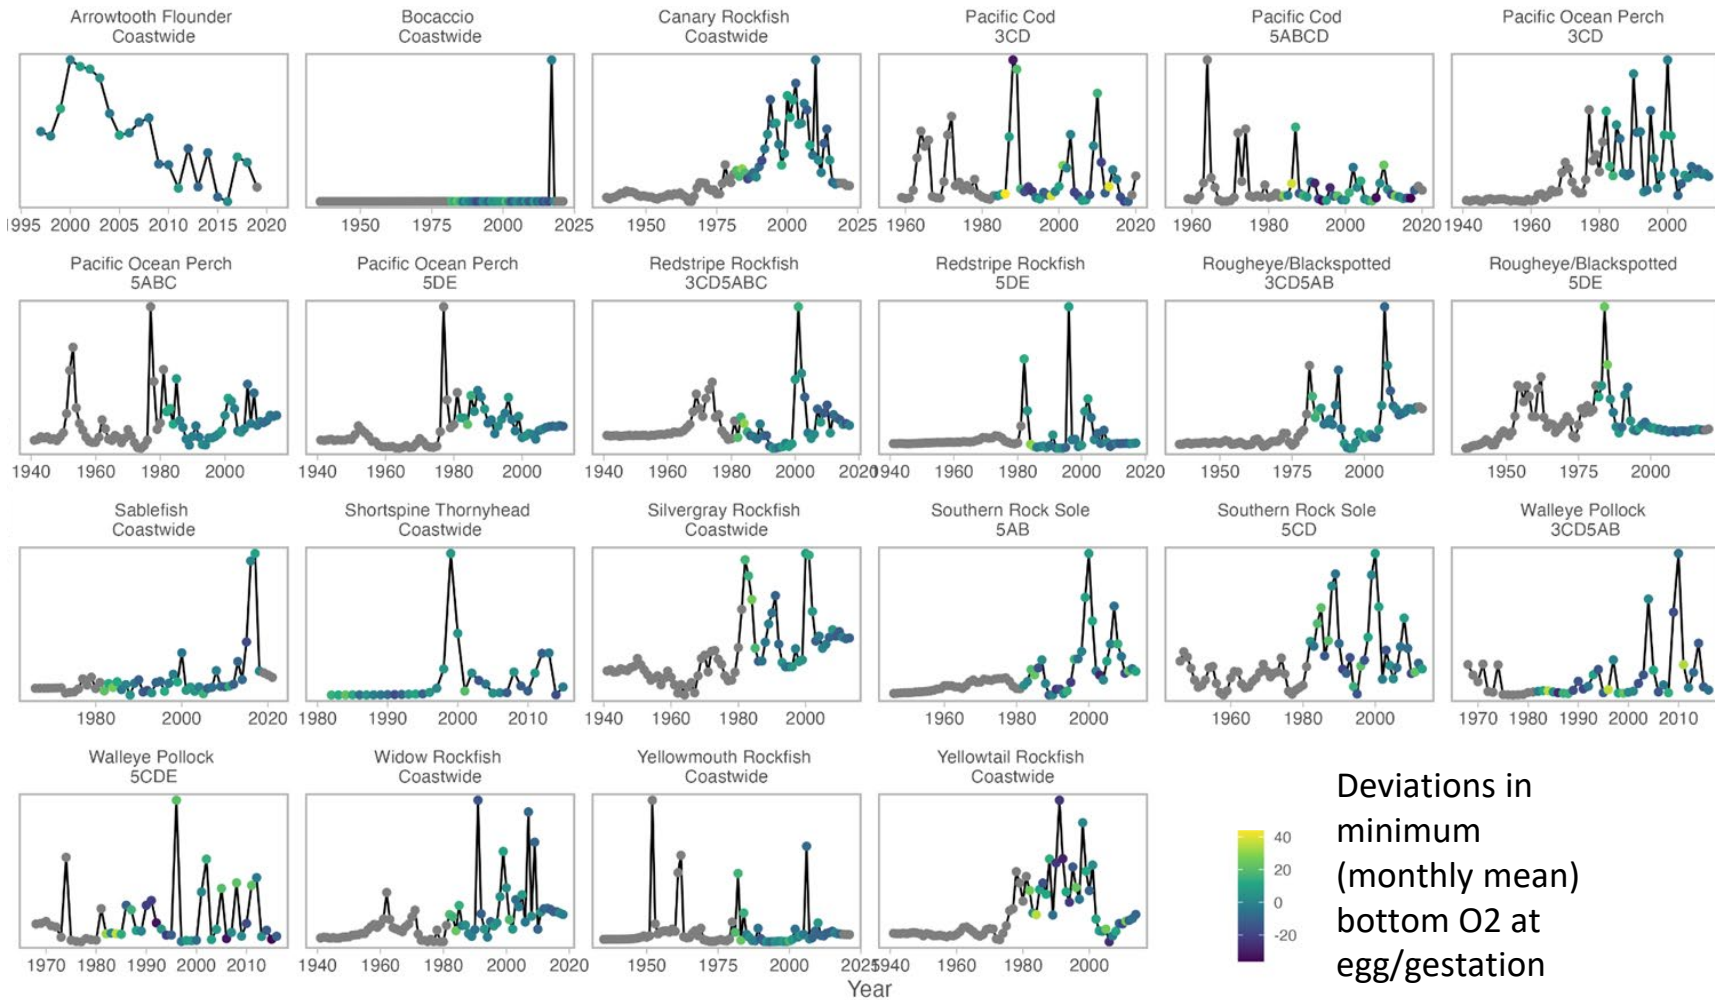 Arrowtooth Flounder
Coastwide
Bocaccio
Coastwide
Canary Rockfish
Coastwide
Pacific Cod
3CD
Pacific Cod
5ABCD
Pacific Ocean Perch
3CD
995 2000 2005 2010 2015 2020
1950 1975 2000 2025
1950 1975 2000 2025
1960 1980 2000 2020
1960 1980 2000 2020
1940 1960 1980 2000
Pacific Ocean Perch
5ABC
Pacific Ocean Perch
5DE
Redstripe Rockfish
3CD5ABC
Redstripe Rockfish
5DE
Rougheye/Blackspotted
3CD5AB
Rougheye/Blackspotted
5DE
1940 1960 1980 2000
1940 1960 1980 2000
1940 1960 1980 2000 2020
1940 1960 1980 2000 2020
1950 1975 2000
1950 1975 2000
Sablefish
Coastwide
Shortspine Thornyhead
Coastwide
Silvergray Rockfish
Coastwide
Southern Rock Sole
5AB
Southern Rock Sole
5CD
Walleye Pollock
3CD5AB
1980 2000 2020
1980 1990 2000 2010
1940 1960 1980 2000
1960 1980 2000
1960 1980 2000
1970 1980 1990 2000 2010
Walleye Pollock
5CDE
Widow Rockfish
Coastwide
Yellowmouth Rockfish
Coastwide
Yellowtail Rockfish
Coastwide
1970 1980 1990 2000 2010
1940 1960 1980 2000 2020
1950 1975 2000 2025
1940 1960 1980 2000
Year
40
20
0
-20
Deviations in
minimum
(monthly mean)
bottom O2 at
egg/gestation